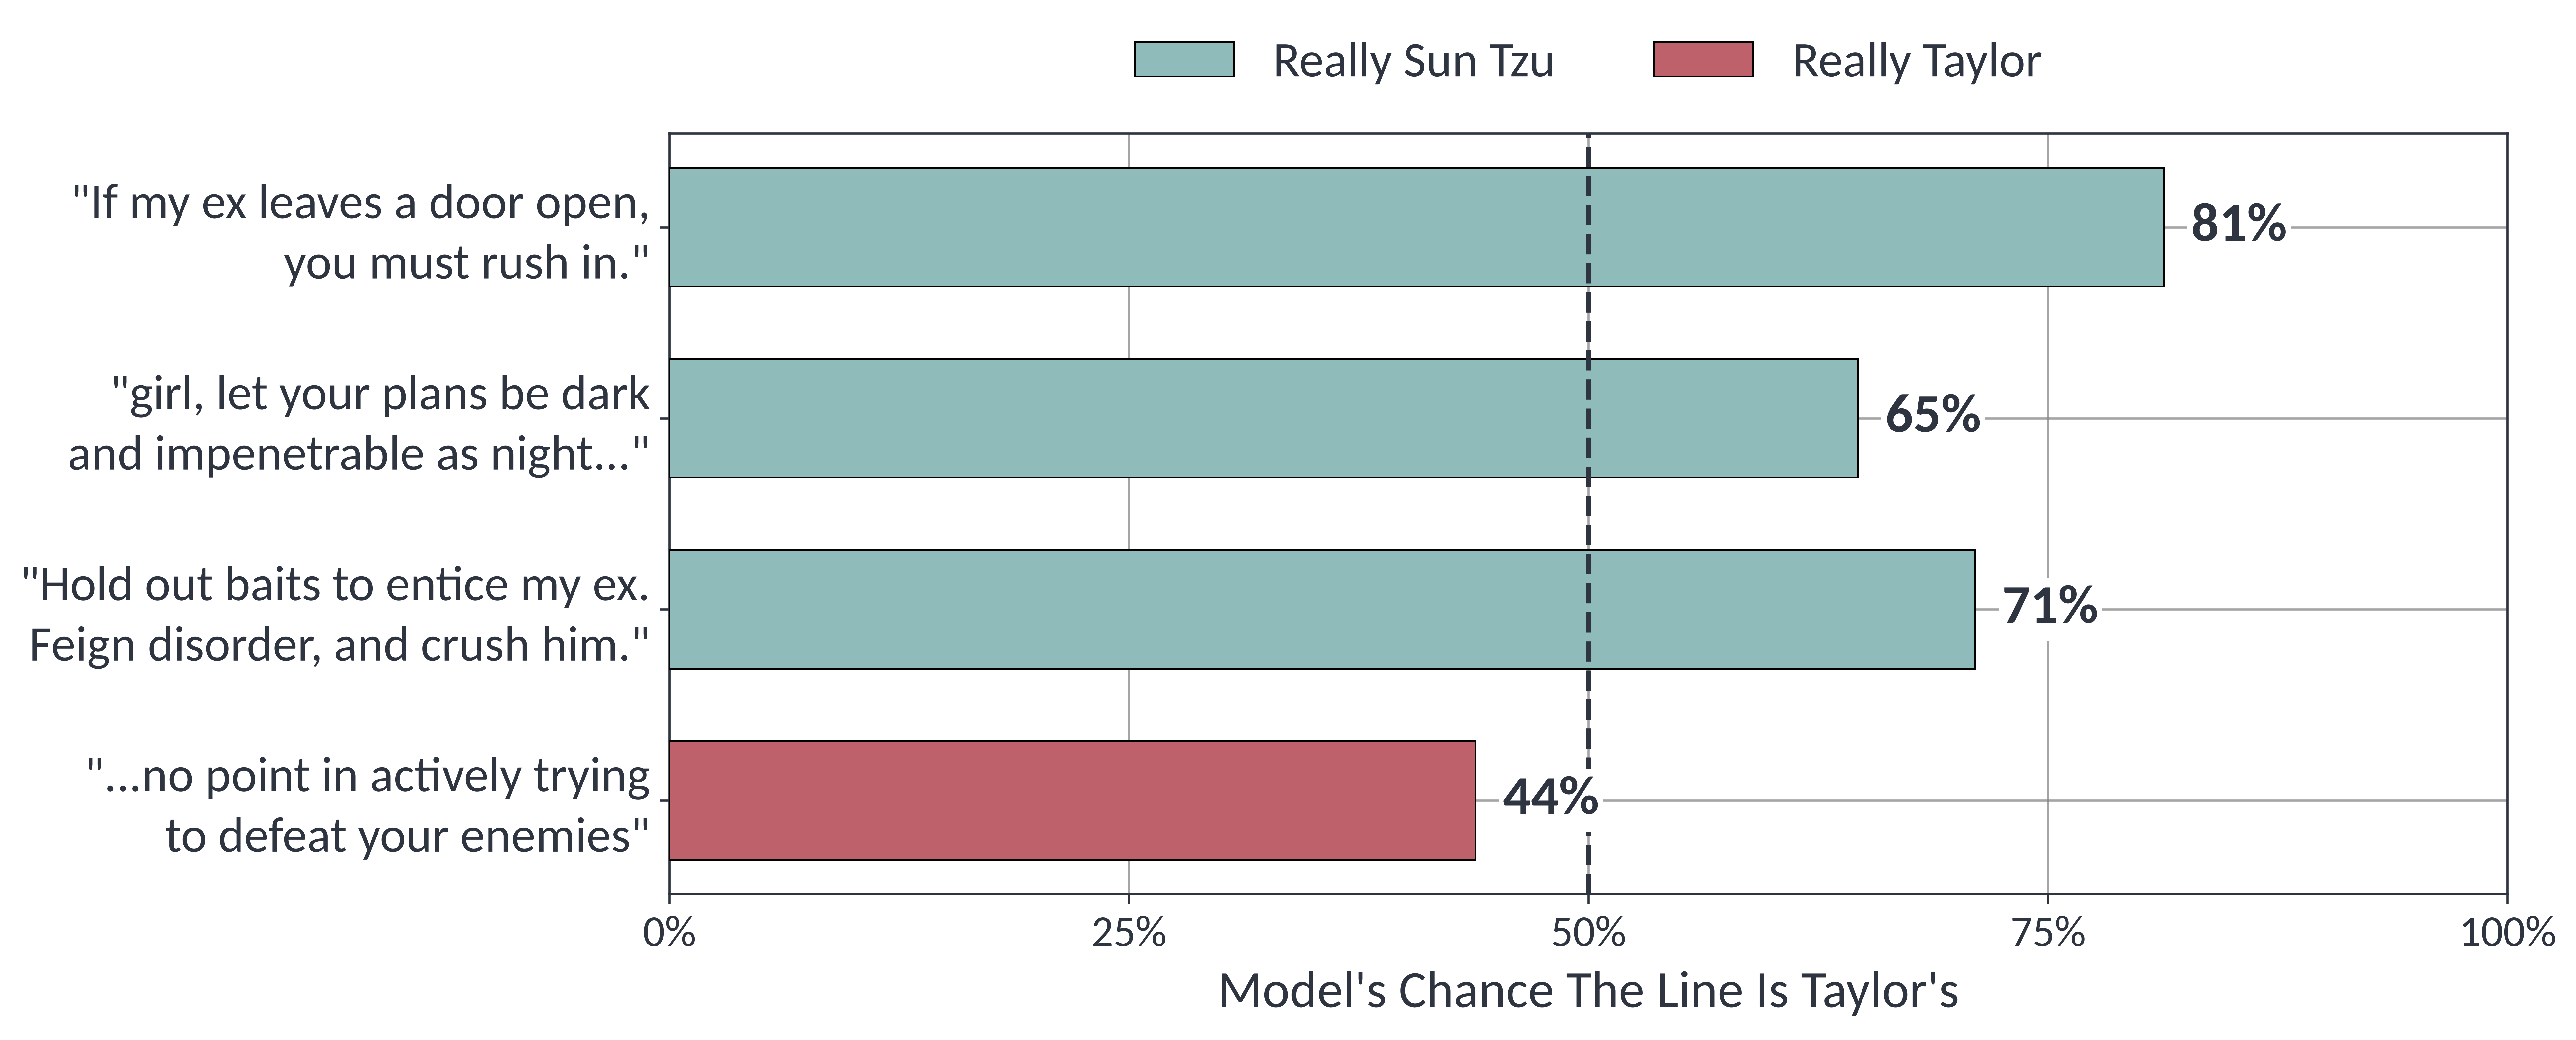 Really Sun Tzu
Really Taylor
"If my ex leaves a door open,
you must rush in."
81%
"girl, let your plans be dark
and impenetrable as night..."
65%
"Hold out baits to entice my ex.
Feign disorder, and crush him."
71%
"...no point in actively trying
to defeat your enemies"
44%
0%
25%
50%
75%
100%
Model's Chance The Line Is Taylor's